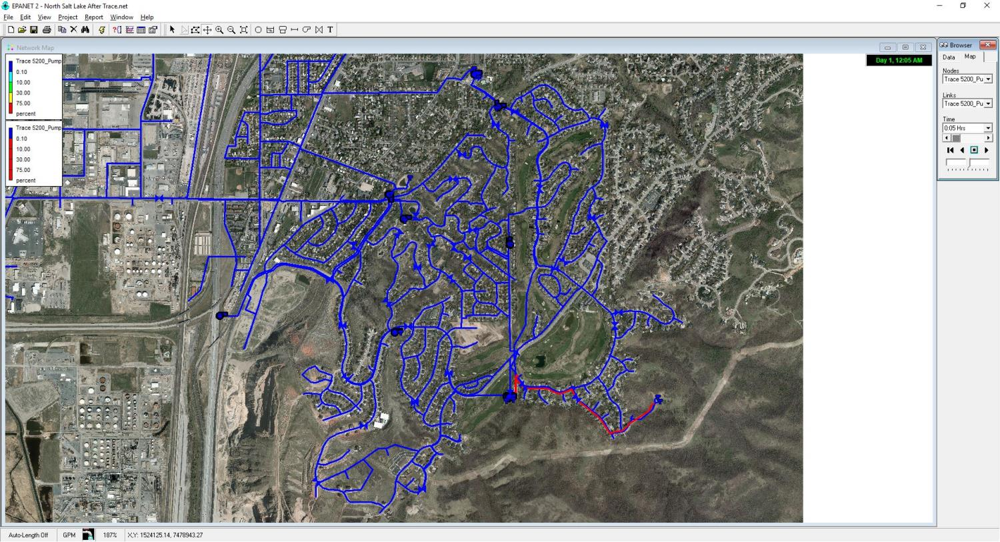 EPANET 2 - North Salt Lake After Trace.net
File Edit View Project Report Window Help
T
Network Map
Trace 5200_Pump
0.10
10.00
30.00
75.00
percent
Trace 5200_Pump
0.10
10.00
30.00
75.00
percent
Day 1, 12:05 AM
Browser
Data Map
Nodes
Trace 5200_Pu
Links
Trace 5200_Pu
Time
0:05 Hrs
Auto-Length Off GPM 187% X,Y: 1524125.14, 7478943.27